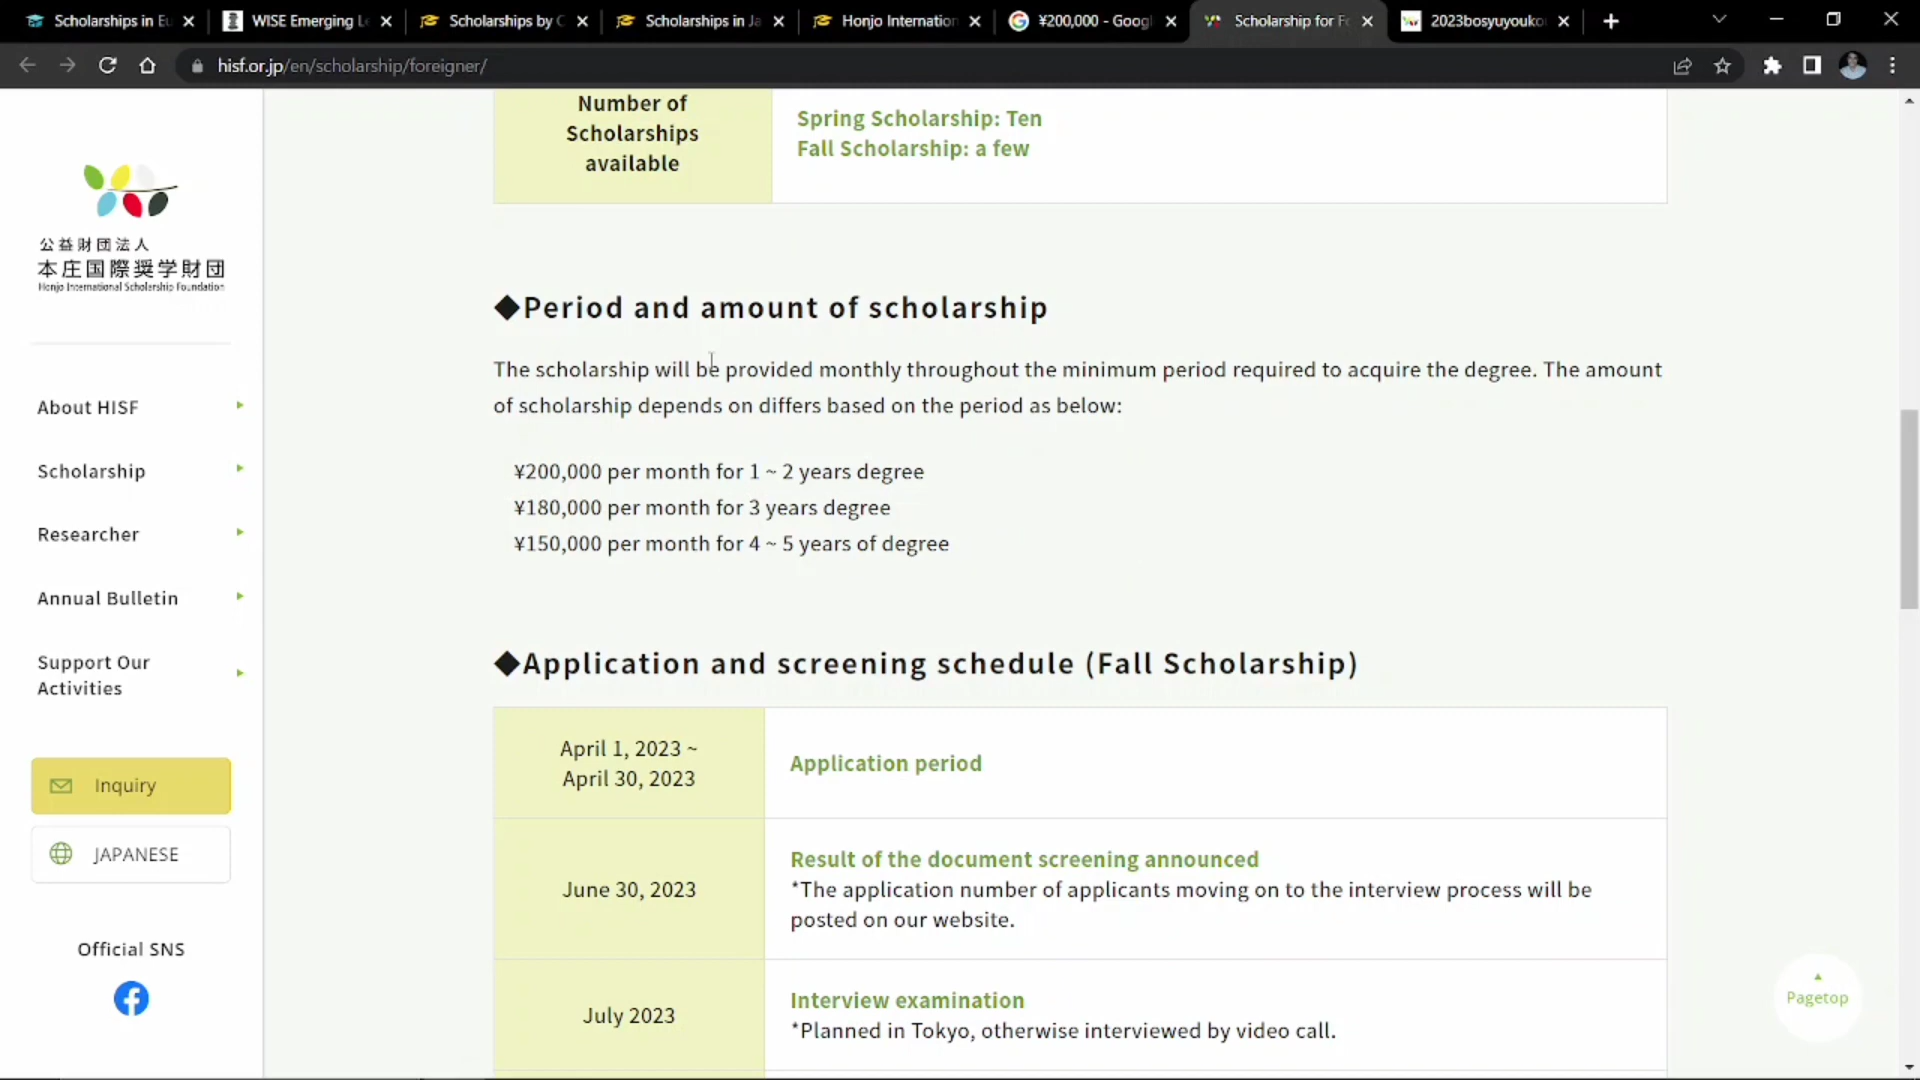 Scholarships in Eu
WISE Emerging Le
Scholarships by C
Scholarships in Ja
Honjo Internation
¥200,000 - Googl
Scholarship for Fo
2023bosyuyouko
hisf.or.jp/en/scholarship/foreigner/
公益財団法人
本庄国際奨学財団
Honjo International Scholarship Foundation
About HISF
Scholarship
Researcher
Annual Bulletin
Support Our
Activities
Inquiry
JAPANESE
Official SNS
Number of
Scholarships
available
Spring Scholarship: Ten
Fall Scholarship: a few
◆Period and amount of scholarship
The scholarship will be provided monthly throughout the minimum period required to acquire the degree. The amount
of scholarship depends on differs based on the period as below:
¥200,000 per month for 1 ~ 2 years degree
¥180,000 per month for 3 years degree
¥150,000 per month for 4 ~ 5 years of degree
◆Application and screening schedule (Fall Scholarship)
April 1, 2023 ~
April 30, 2023
Application period
June 30, 2023
Result of the document screening announced
*The application number of applicants moving on to the interview process will be
posted on our website.
July 2023
Interview examination
*Planned in Tokyo, otherwise interviewed by video call.
Pagetop